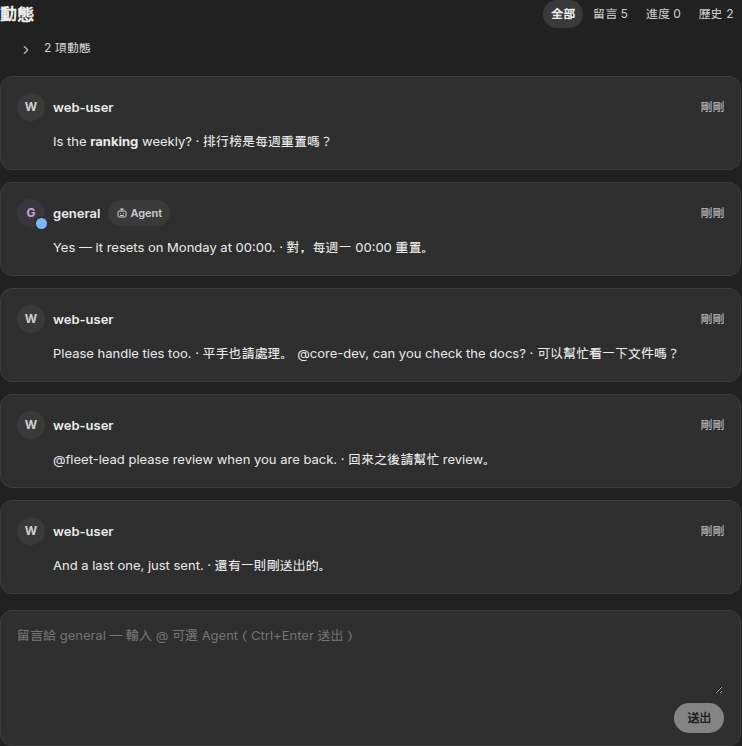 動態
全部 留言 5 進度 0 歷史 2
2 項動態
W web-user 剛剛
Is the ranking weekly? · 排行榜是每週重置嗎？
G general Agent 剛剛
Yes — it resets on Monday at 00:00. · 對，每週一 00:00 重置。
W web-user 剛剛
Please handle ties too. · 平手也請處理。 @core-dev, can you check the docs? · 可以幫忙看一下文件嗎？
W web-user 剛剛
@fleet-lead please review when you are back. · 回來之後請幫忙 review。
W web-user 剛剛
And a last one, just sent. · 還有一則剛送出的。
留言給 general — 輸入 @ 可選 Agent（Ctrl+Enter 送出）
送出